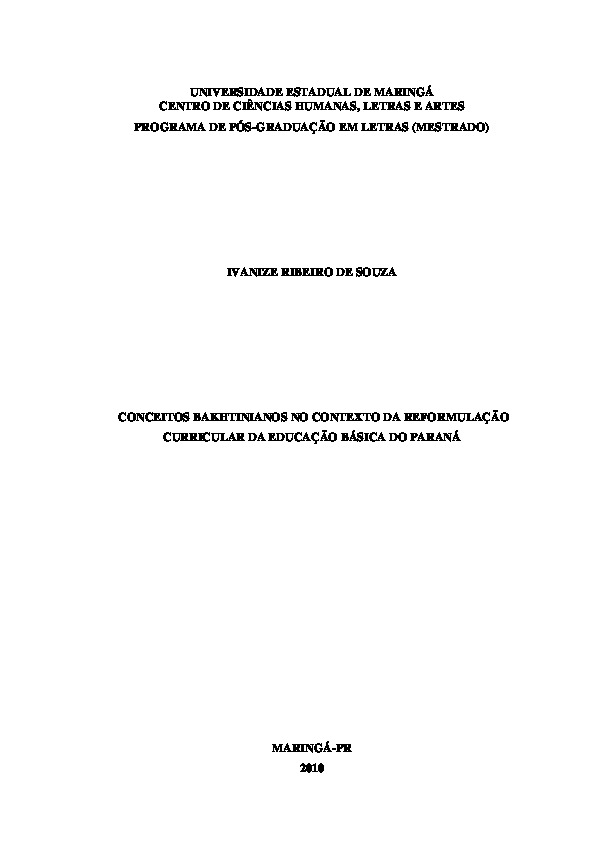 UNIVERSIDADE ESTADUAL DE MARINGÁ
CENTRO DE CIÊNCIAS HUMANAS, LETRAS E ARTES
PROGRAMA DE PÓS-GRADUAÇÃO EM LETRAS (MESTRADO)
IVANIZE RIBEIRO DE SOUZA
CONCEITOS BAKHTINIANOS NO CONTEXTO DA REFORMULAÇÃO
CURRICULAR DA EDUCAÇÃO BÁSICA DO PARANÁ
MARINGÁ-PR
2010